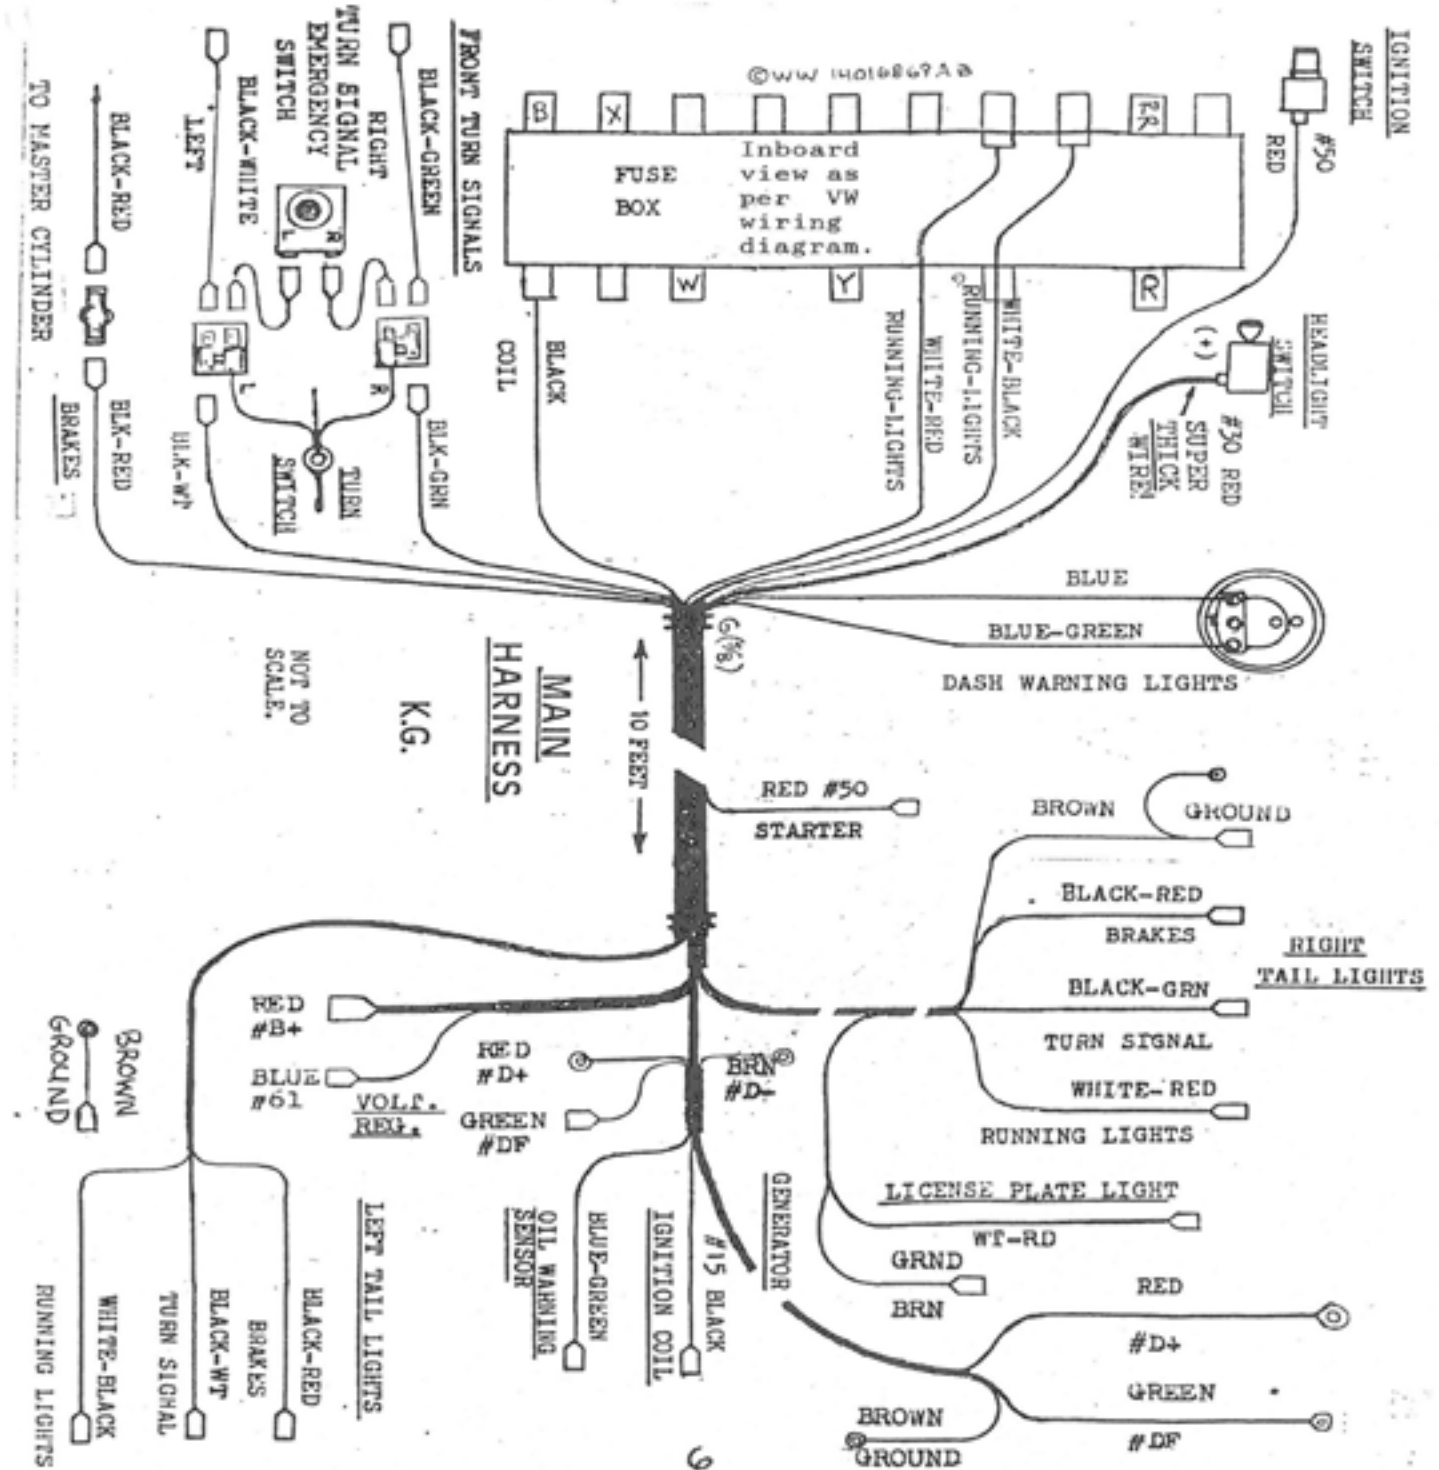 IGNITION
SWITCH
#50
RED
©WW 14016869AB
B
X
RR
FUSE
BOX
Inboard
view as
per VW
wiring
diagram.
W
Y
R
FRONT TURN SIGNALS
BLACK-GREEN
RIGHT
TURN SIGNAL
EMERGENCY
SWITCH
BLACK-WHITE
LEFT
L
R
BLACK-RED
TO MASTER CYLINDER
L
R
TURN
SWITCH
BLK-GRN
BLK-WT
BLK-RED
BRAKES
BLACK
COIL
WHITE-RED
RUNNING-LIGHTS
WHITE-BLACK
RUNNING-LIGHTS
HEADLIGHT
SWITCH
(+)
#30 RED
SUPER
THICK
WIRE
BLUE
BLUE-GREEN
DASH WARNING LIGHTS
MAIN
HARNESS
K.G.
NOT TO
SCALE.
10 FEET
RED #50
STARTER
BROWN
GROUND
BLACK-RED
BRAKES
BLACK-GRN
TURN SIGNAL
WHITE-RED
RUNNING LIGHTS
RIGHT
TAIL LIGHTS
LICENSE PLATE LIGHT
WT-RD
GRND
BRN
RED
#B+
BLUE
#61
VOLT.
REG.
RED
#D+
GREEN
#DF
BRN
#D-
BROWN
GROUND
LEFT TAIL LIGHTS
BLACK-RED
BRAKES
BLACK-WT
TURN SIGNAL
WHITE-BLACK
RUNNING LIGHTS
BLUE-GREEN
OIL WARNING
SENSOR
#15 BLACK
IGNITION COIL
GENERATOR
RED
#D+
GREEN
#DF
BROWN
GROUND
6